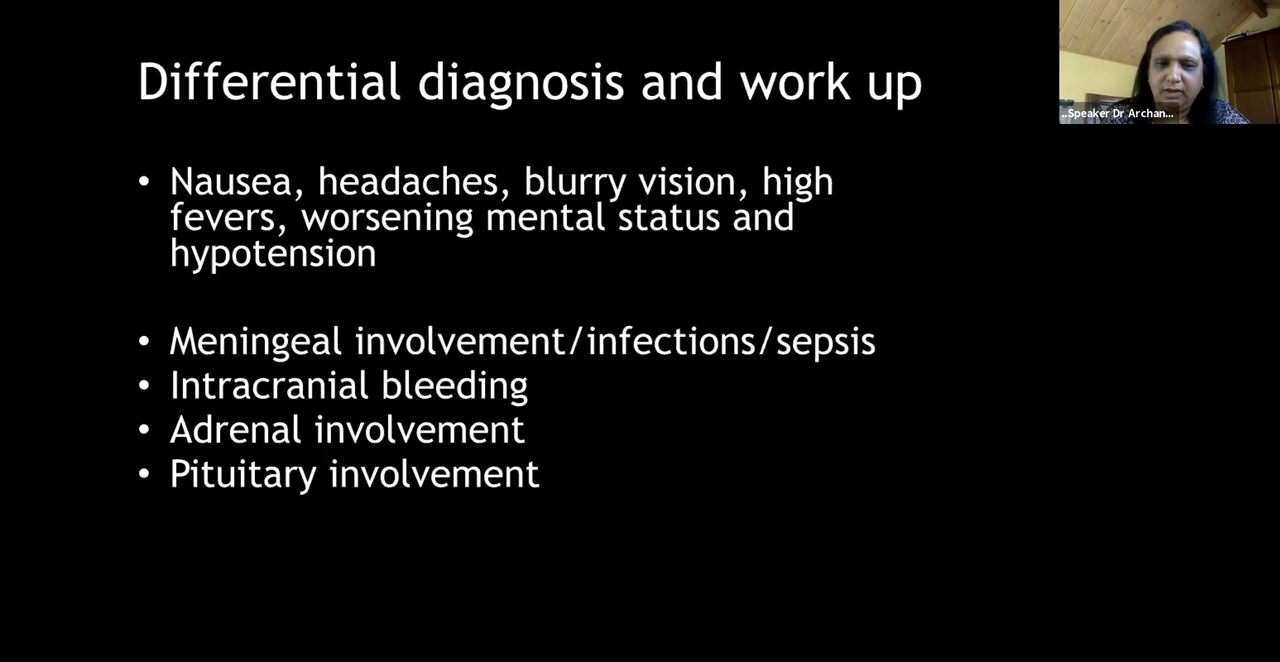 Differential diagnosis and work up
..Speaker Dr Archan...
• Nausea, headaches, blurry vision, high
fevers, worsening mental status and
hypotension
• Meningeal involvement/infections/sepsis
• Intracranial bleeding
• Adrenal involvement
• Pituitary involvement